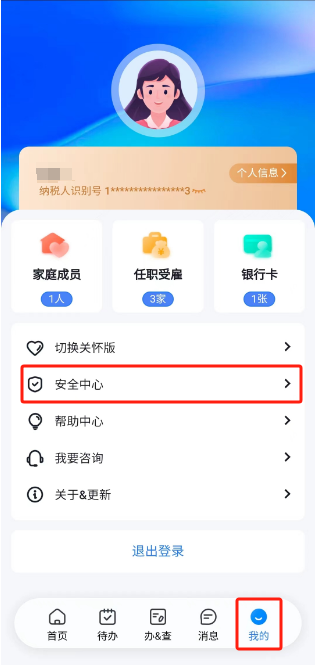 个人信息
纳税人识别号 1****************3
家庭成员
任职受雇
银行卡
1人
3家
1张
切换关怀版
安全中心
帮助中心
我要咨询
关于&更新
退出登录
首页
待办
办&查
消息
我的